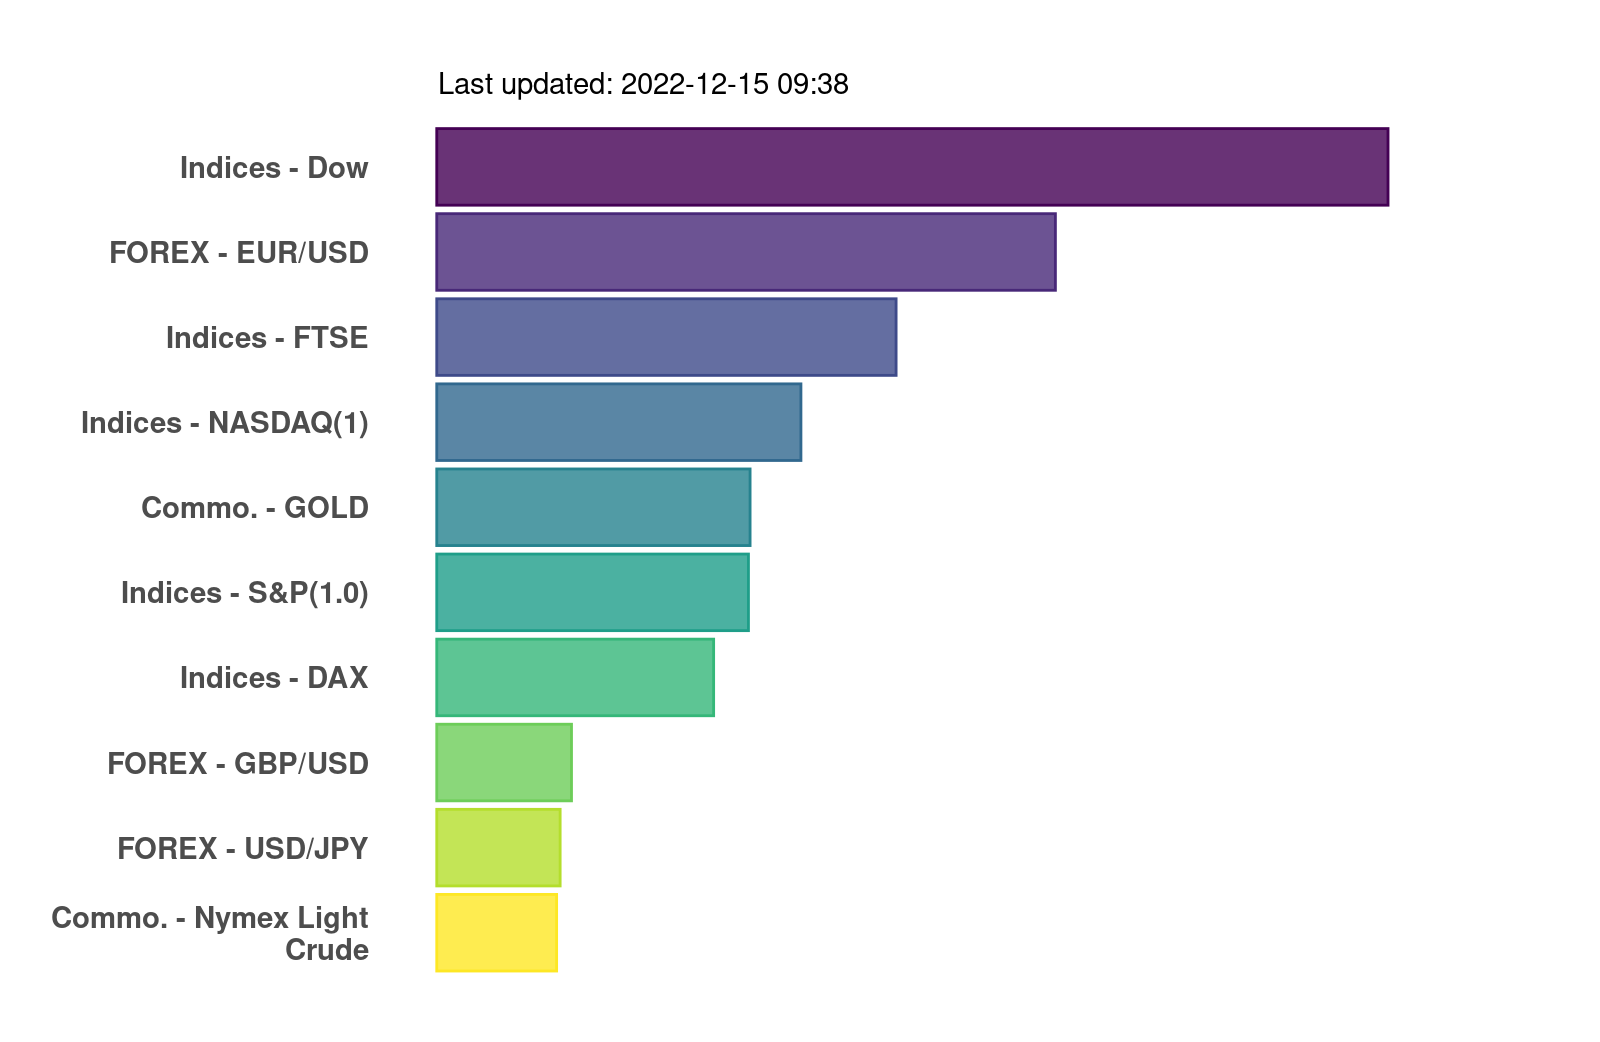 Last updated: 2022-12-15 09:38
Indices - Dow
FOREX - EUR/USD
Indices - FTSE
Indices - NASDAQ(1)
Commo. - GOLD
Indices - S&P(1.0)
Indices - DAX
FOREX - GBP/USD
FOREX - USD/JPY
Commo. - Nymex Light
Crude